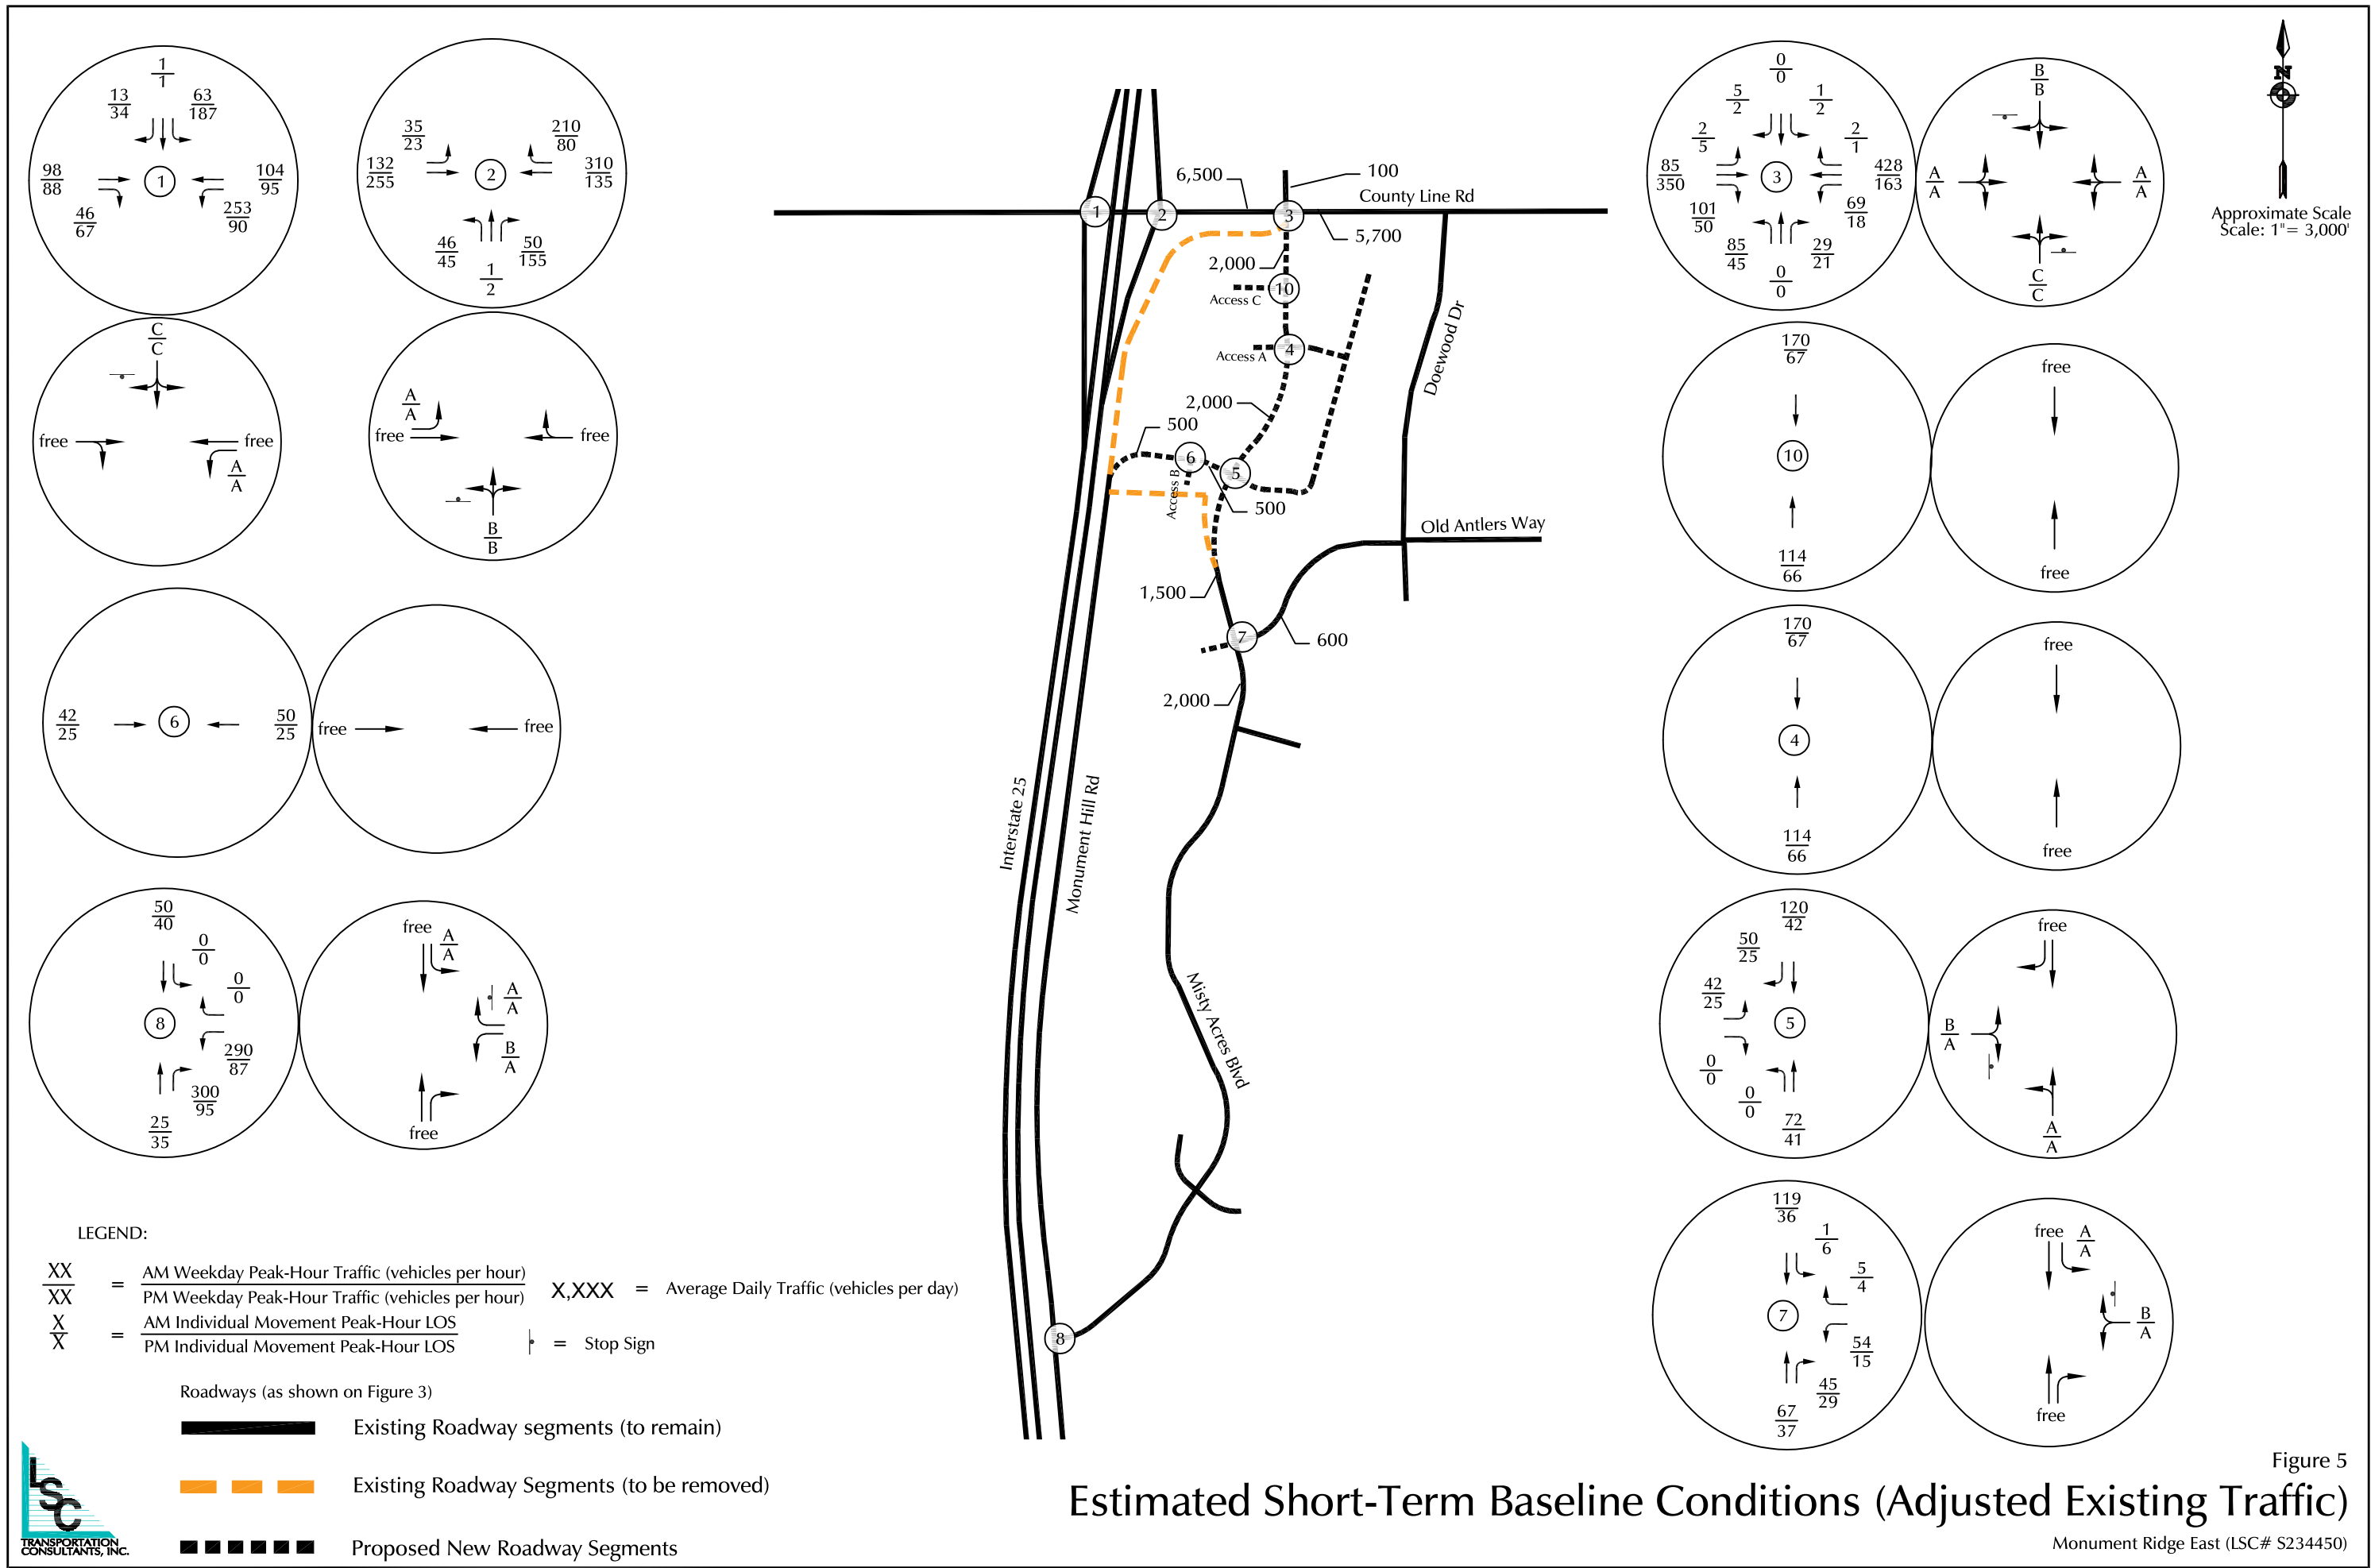 1
1
13
34
63
187
98
88
1
104
95
46
67
253
90
35
23
210
80
132
255
2
310
135
46
45
50
155
1
2
C
C
free
free
A
A
A
A
free
free
B
B
42
25
6
50
25
free
free
50
40
0
0
0
0
8
290
87
300
95
25
35
free
A
A
A
A
B
A
free
6,500
100
County Line Rd
1
2
3
5,700
2,000
10
Access C
4
Access A
Doewood Dr
2,000
500
6
5
Access B
500
Old Antlers Way
1,500
7
600
2,000
Interstate 25
Monument Hill Rd
Misty Acres Blvd
8
0
0
5
2
1
2
2
5
2
1
85
350
3
428
163
101
50
69
18
85
45
29
21
0
0
B
B
A
A
A
A
C
C
N
Approximate Scale
Scale: 1"= 3,000'
170
67
10
114
66
free
free
170
67
4
114
66
free
free
120
42
50
25
42
25
5
0
0
0
0
72
41
free
B
A
A
A
119
36
1
6
5
4
7
54
15
45
29
67
37
free
A
A
B
A
free
LEGEND:
XX
XX
=
AM Weekday Peak-Hour Traffic (vehicles per hour)
PM Weekday Peak-Hour Traffic (vehicles per hour)
X,XXX = Average Daily Traffic (vehicles per day)
X
X
=
AM Individual Movement Peak-Hour LOS
PM Individual Movement Peak-Hour LOS
= Stop Sign
Roadways (as shown on Figure 3)
Existing Roadway segments (to remain)
Existing Roadway Segments (to be removed)
Proposed New Roadway Segments
LSC
TRANSPORTATION
CONSULTANTS, INC.
Figure 5
Estimated Short-Term Baseline Conditions (Adjusted Existing Traffic)
Monument Ridge East (LSC# S234450)